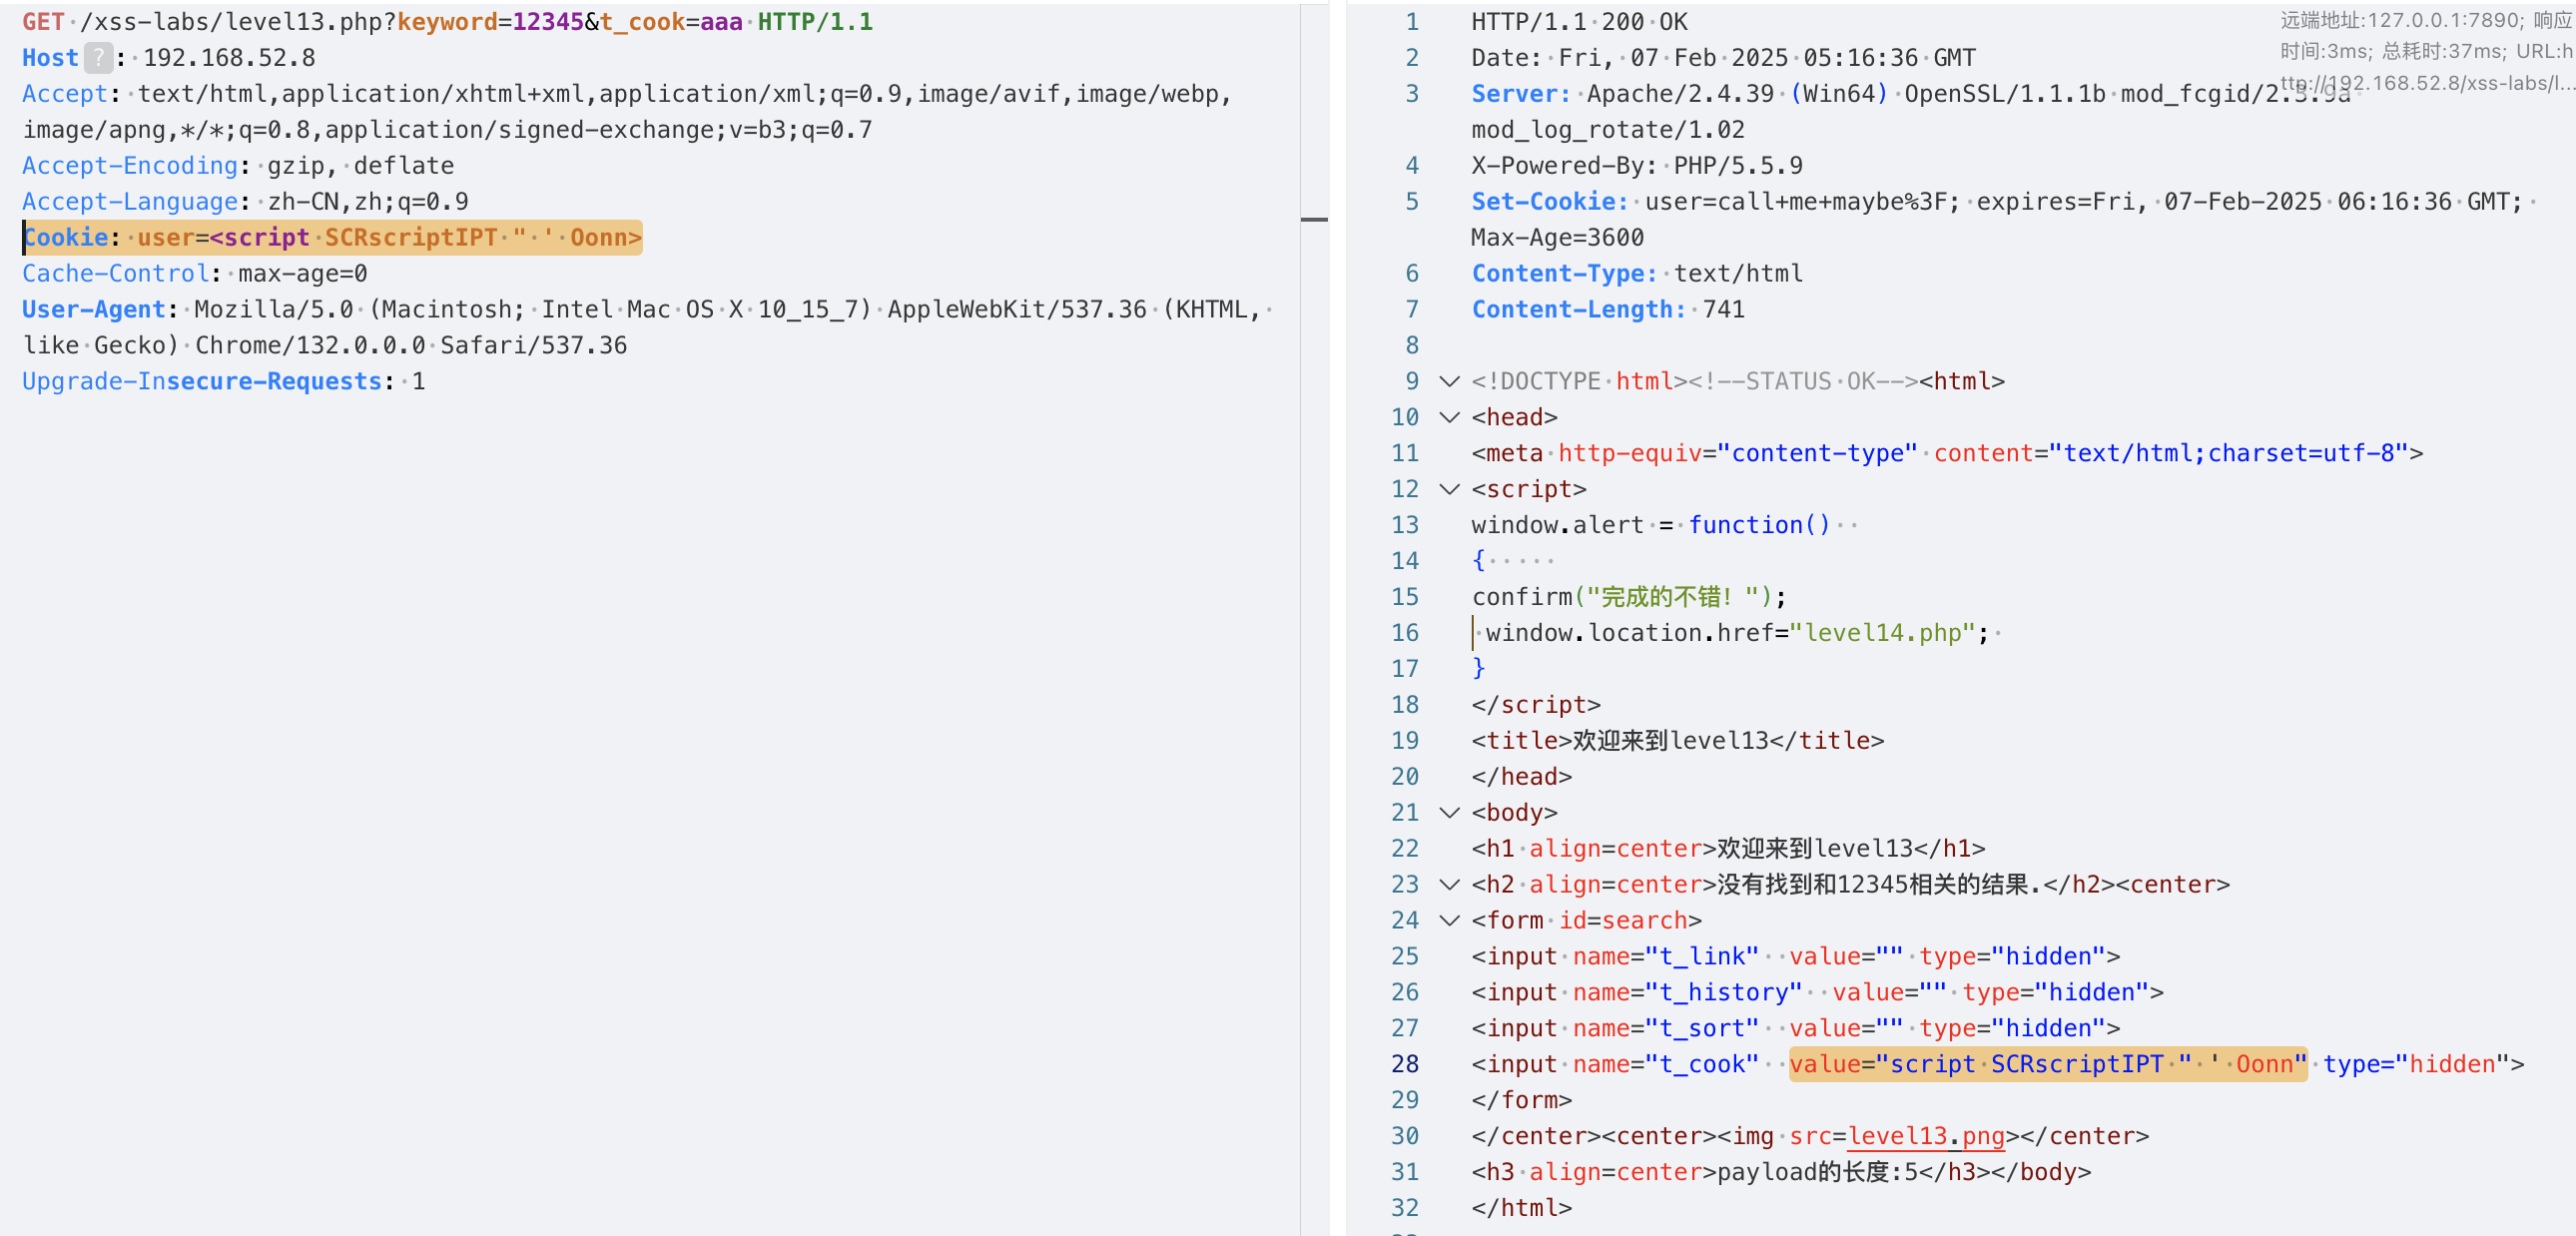 GET /xss-labs/level13.php?keyword=12345&t_cook=aaa HTTP/1.1
Host ? : 192.168.52.8
Accept: text/html,application/xhtml+xml,application/xml;q=0.9,image/avif,image/webp,
image/apng,*/*;q=0.8,application/signed-exchange;v=b3;q=0.7
Accept-Encoding: gzip, deflate
Accept-Language: zh-CN,zh;q=0.9
Cookie: user=<script SCRscriptIPT " ' Oonn>
Cache-Control: max-age=0
User-Agent: Mozilla/5.0 (Macintosh; Intel Mac OS X 10_15_7) AppleWebKit/537.36 (KHTML,
like Gecko) Chrome/132.0.0.0 Safari/537.36
Upgrade-Insecure-Requests: 1
远端地址:127.0.0.1:7890; 响应
时间:3ms; 总耗时:37ms; URL:h
ttp://192.168.52.8/xss-labs/l...
1 HTTP/1.1 200 OK
2 Date: Fri, 07 Feb 2025 05:16:36 GMT
3 Server: Apache/2.4.39 (Win64) OpenSSL/1.1.1b mod_fcgid/2.3.9a
mod_log_rotate/1.02
4 X-Powered-By: PHP/5.5.9
5 Set-Cookie: user=call+me+maybe%3F; expires=Fri, 07-Feb-2025 06:16:36 GMT;
Max-Age=3600
6 Content-Type: text/html
7 Content-Length: 741
8
9 <!DOCTYPE html><!--STATUS OK--><html>
10 <head>
11 <meta http-equiv="content-type" content="text/html;charset=utf-8">
12 <script>
13 window.alert = function()
14 {
15 confirm("完成的不错！");
16 window.location.href="level14.php";
17 }
18 </script>
19 <title>欢迎来到level13</title>
20 </head>
21 <body>
22 <h1 align=center>欢迎来到level13</h1>
23 <h2 align=center>没有找到和12345相关的结果.</h2><center>
24 <form id=search>
25 <input name="t_link"  value="" type="hidden">
26 <input name="t_history"  value="" type="hidden">
27 <input name="t_sort"  value="" type="hidden">
28 <input name="t_cook"  value="script SCRscriptIPT " ' Oonn" type="hidden">
29 </form>
30 </center><center><img src=level13.png></center>
31 <h3 align=center>payload的长度:5</h3></body>
32 </html>